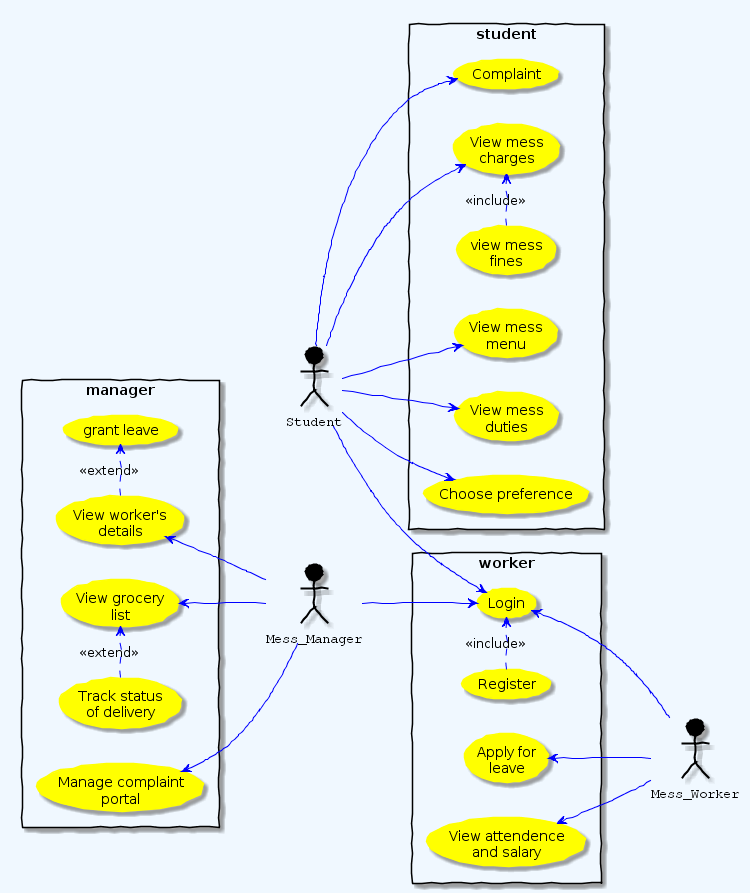 student
Complaint
View mess
charges
«include»
view mess
fines
View mess
menu
View mess
duties
Choose preference
Student
manager
grant leave
«extend»
View worker's
details
View grocery
list
«extend»
Track status
of delivery
Manage complaint
portal
Mess_Manager
worker
Login
«include»
Register
Apply for
leave
View attendence
and salary
Mess_Worker